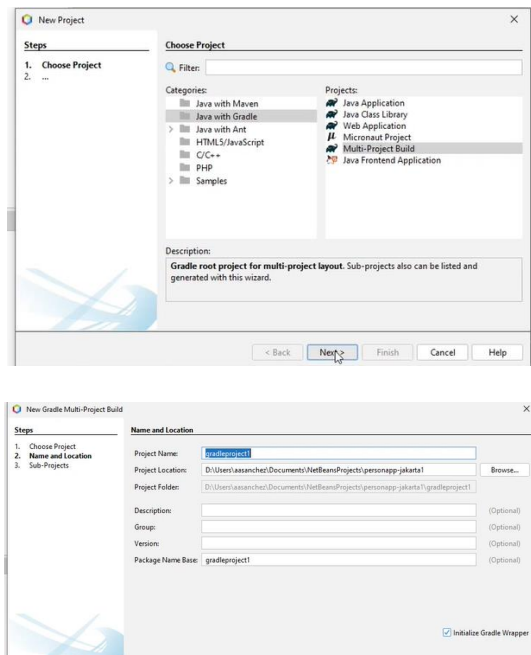 New Project
Steps
1. Choose Project
2. ...
Choose Project
Filter:
Categories:
Java with Maven
Java with Gradle
Java with Ant
HTML5/JavaScript
C/C++
PHP
Samples
Projects:
Java Application
Java Class Library
Web Application
Micronaut Project
Multi-Project Build
Java Frontend Application
Description:
Gradle root project for multi-project layout. Sub-projects also can be listed and
generated with this wizard.
< Back
Next >
Finish
Cancel
Help
New Gradle Multi-Project Build
Steps
1. Choose Project
2. Name and Location
3. Sub-Projects
Name and Location
Project Name: gradleproject1
Project Location: D:\Users\aasanchez\Documents\NetBeansProjects\personapp-jakarta1 Browse...
Project Folder: D:\Users\aasanchez\Documents\NetBeansProjects\personapp-jakarta1\gradleproject1
Description: (Optional)
Group: (Optional)
Version: (Optional)
Package Name Base: gradleproject1 (Optional)
Initialize Gradle Wrapper